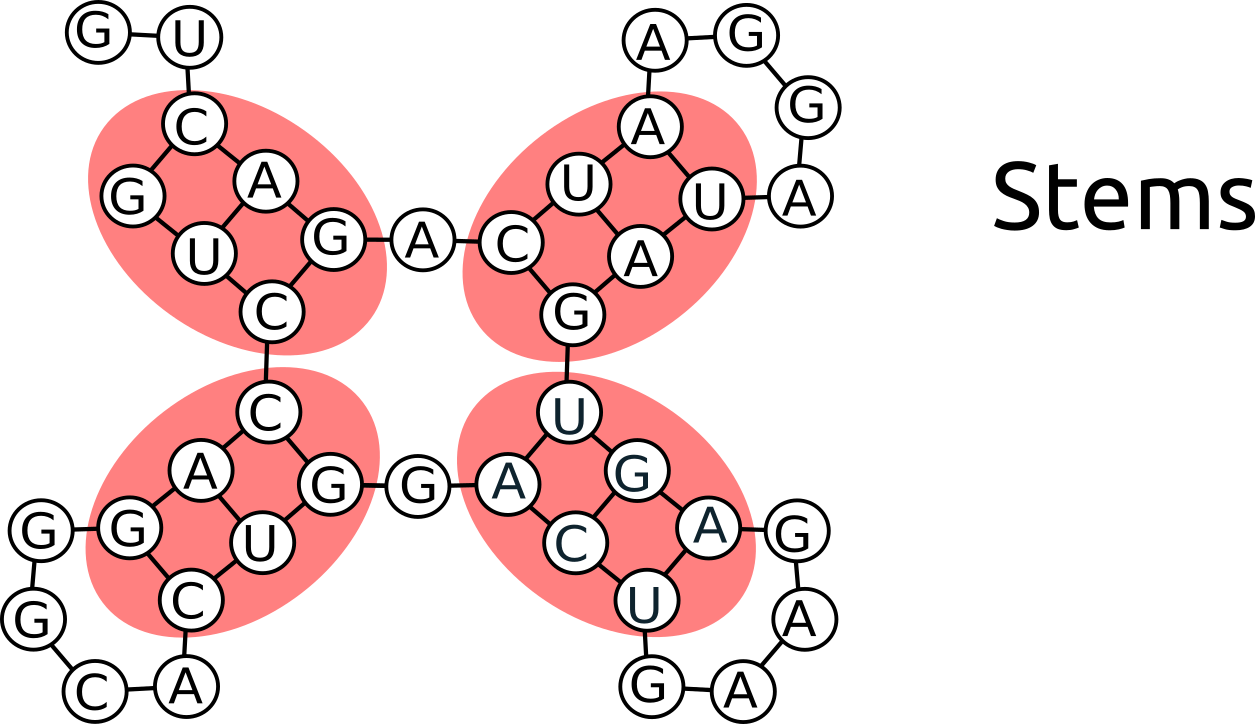 G U A G
C A G
G A U U A Stems
U G A C A
C G
C U
A G G A G
G G U C A G
G C U A
C A G A